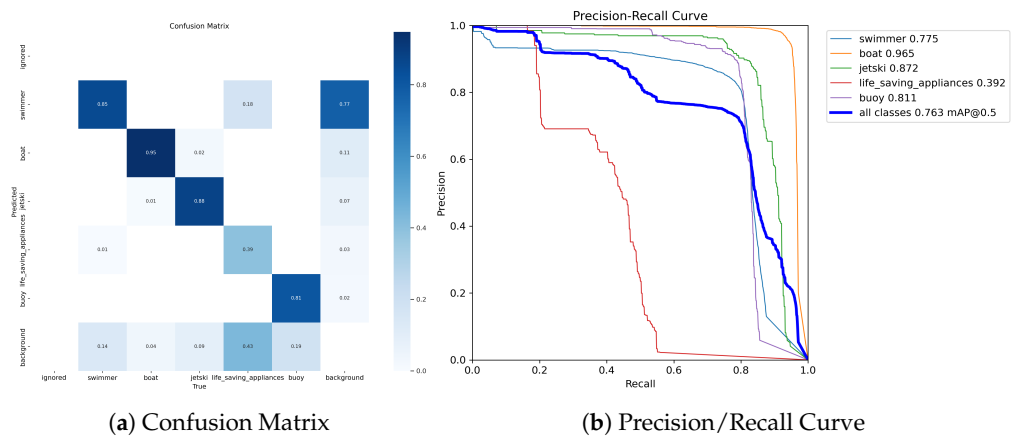 Confusion Matrix
ignored
swimmer
boat
Predicted
jetski
life_saving_appliances
buoy
background
0.85
0.18
0.77
0.95
0.02
0.11
0.01
0.88
0.07
0.01
0.39
0.03
0.81
0.02
0.14
0.04
0.09
0.43
0.19
ignored
swimmer
boat
jetski
life_saving_appliances
buoy
background
True
0.8
0.6
0.4
0.2
0.0
Precision-Recall Curve
1.0
0.8
0.6
0.4
0.2
0.0
Precision
0.0
0.2
0.4
0.6
0.8
1.0
Recall
swimmer 0.775
boat 0.965
jetski 0.872
life_saving_appliances 0.392
buoy 0.811
all classes 0.763 mAP@0.5
(a) Confusion Matrix
(b) Precision/Recall Curve